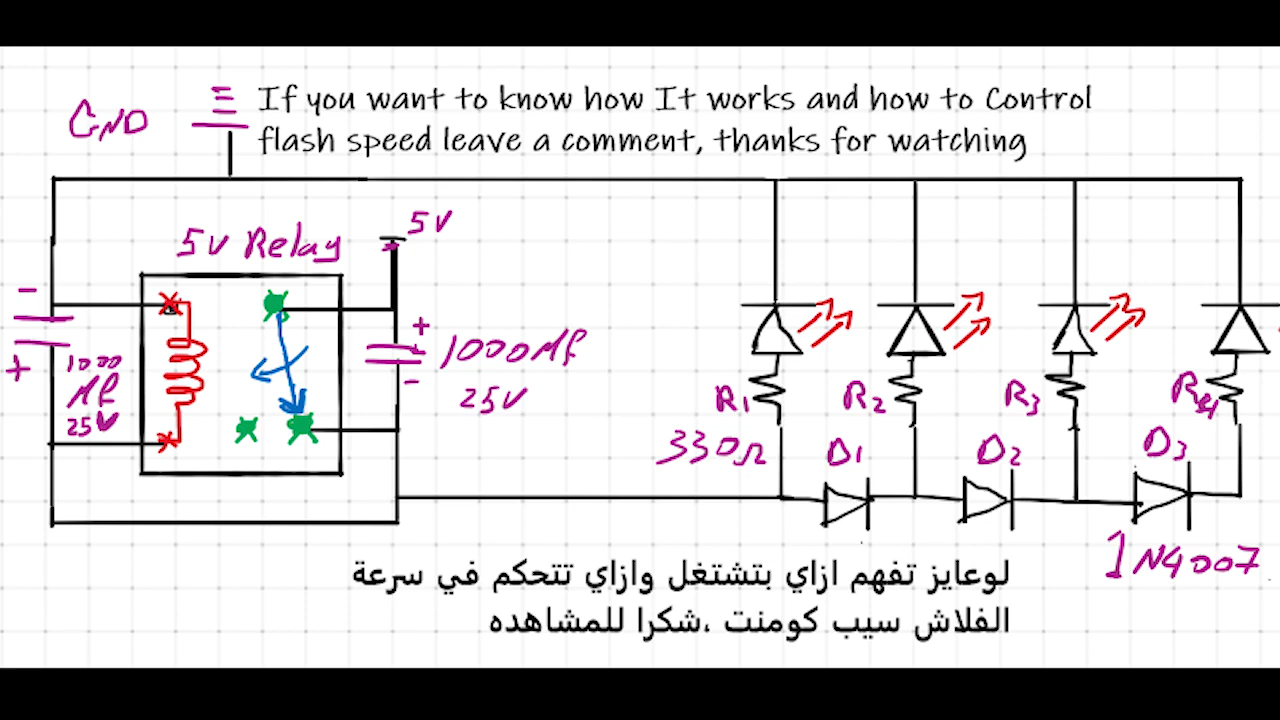 GND
If you want to know how It works and how to Control
flash speed leave a comment, thanks for watching
5V
5V Relay
-
+
1000
µf
25V
+
1000µf
-
25V
R1
R2
R3
R4
330Ω
D1
D2
D3
1N4007
لوعايز تفهم ازاي بتشتغل وازاي تتحكم في سرعة
الفلاش سيب كومنت ،شكرا للمشاهده